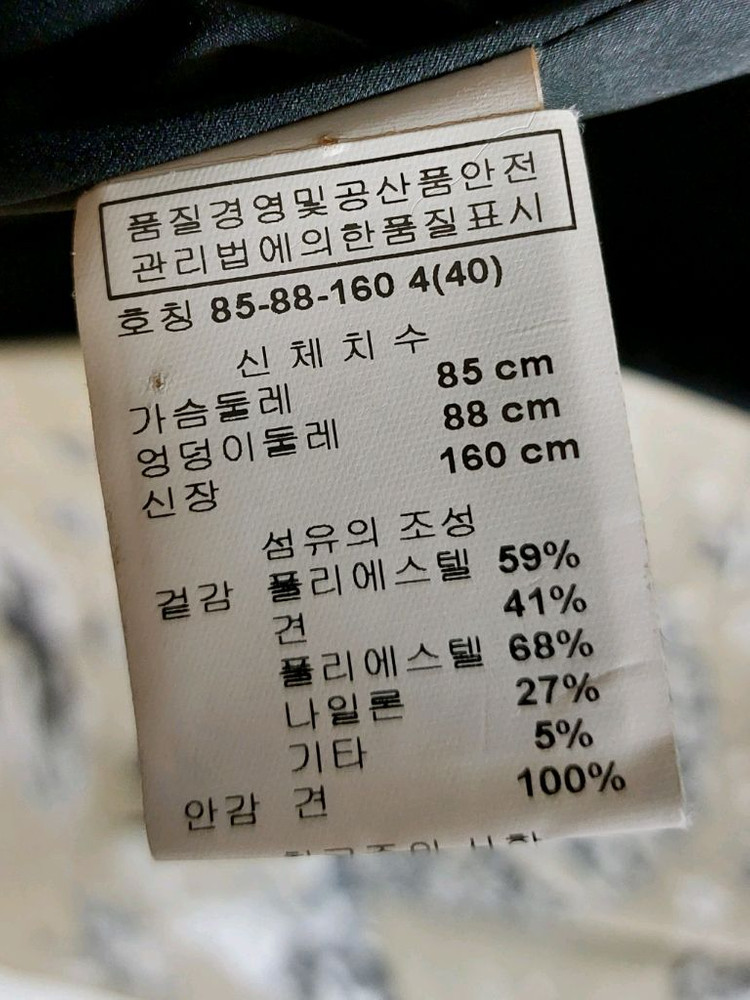 품질경영및공산품안전
관리법에의한품질표시
호칭 85-88-160 4(40)
신체치수
가슴둘레 85 cm
엉덩이둘레 88 cm
신장 160 cm
섬유의 조성
겉감 폴리에스텔 59%
견 41%
폴리에스텔 68%
나일론 27%
기타 5%
안감 견 100%